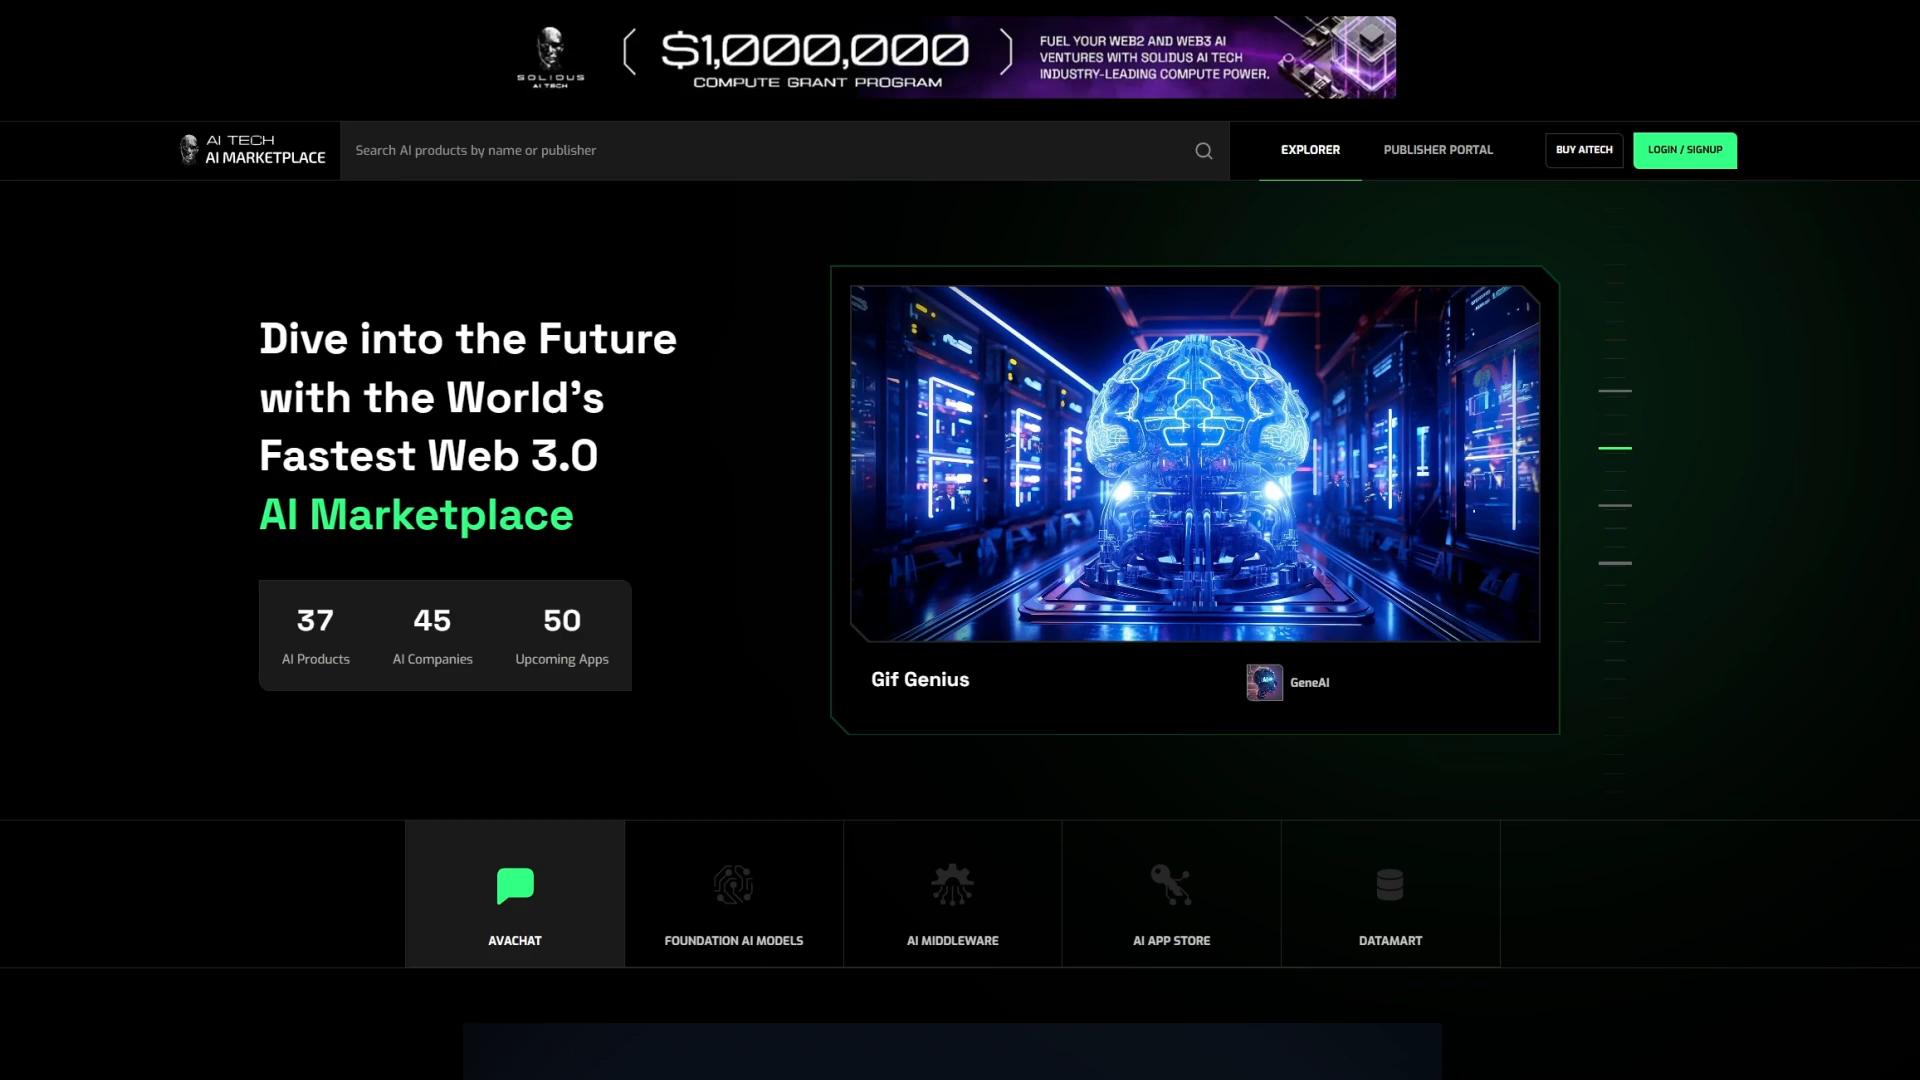 SOLIDUS
AI TECH
$1,000,000
COMPUTE GRANT PROGRAM
FUEL YOUR WEB2 AND WEB3 AI
VENTURES WITH SOLIDUS AI TECH
INDUSTRY-LEADING COMPUTE POWER.
AI TECH
AI MARKETPLACE
Search AI products by name or publisher
EXPLORER
PUBLISHER PORTAL
BUY AITECH
LOGIN / SIGNUP
Dive into the Future
with the World's
Fastest Web 3.0
AI Marketplace
37
45
50
AI Products
AI Companies
Upcoming Apps
Gif Genius
GeneAI
AVACHAT
FOUNDATION AI MODELS
AI MIDDLEWARE
AI APP STORE
DATAMART